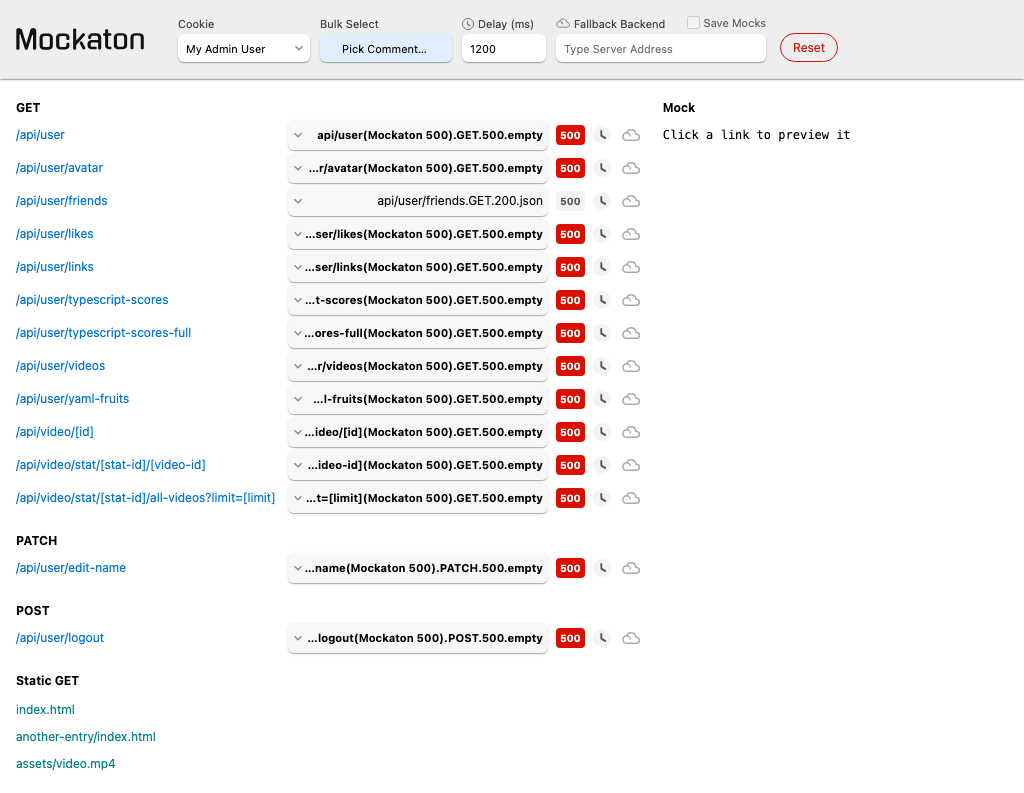 Mockaton
Cookie
My Admin User
Bulk Select
Pick Comment...
Delay (ms)
1200
Fallback Backend
Save Mocks
Type Server Address
Reset
GET
/api/user api/user(Mockaton 500).GET.500.empty 500
/api/user/avatar ...r/avatar(Mockaton 500).GET.500.empty 500
/api/user/friends api/user/friends.GET.200.json 500
/api/user/likes ...ser/likes(Mockaton 500).GET.500.empty 500
/api/user/links ...ser/links(Mockaton 500).GET.500.empty 500
/api/user/typescript-scores ...t-scores(Mockaton 500).GET.500.empty 500
/api/user/typescript-scores-full ...ores-full(Mockaton 500).GET.500.empty 500
/api/user/videos ...r/videos(Mockaton 500).GET.500.empty 500
/api/user/yaml-fruits ...l-fruits(Mockaton 500).GET.500.empty 500
/api/video/[id] ...ideo/[id](Mockaton 500).GET.500.empty 500
/api/video/stat/[stat-id]/[video-id] ...ideo-id](Mockaton 500).GET.500.empty 500
/api/video/stat/[stat-id]/all-videos?limit=[limit] ...t=[limit](Mockaton 500).GET.500.empty 500
PATCH
/api/user/edit-name ...name(Mockaton 500).PATCH.500.empty 500
POST
/api/user/logout ...logout(Mockaton 500).POST.500.empty 500
Static GET
index.html
another-entry/index.html
assets/video.mp4
Mock
Click a link to preview it